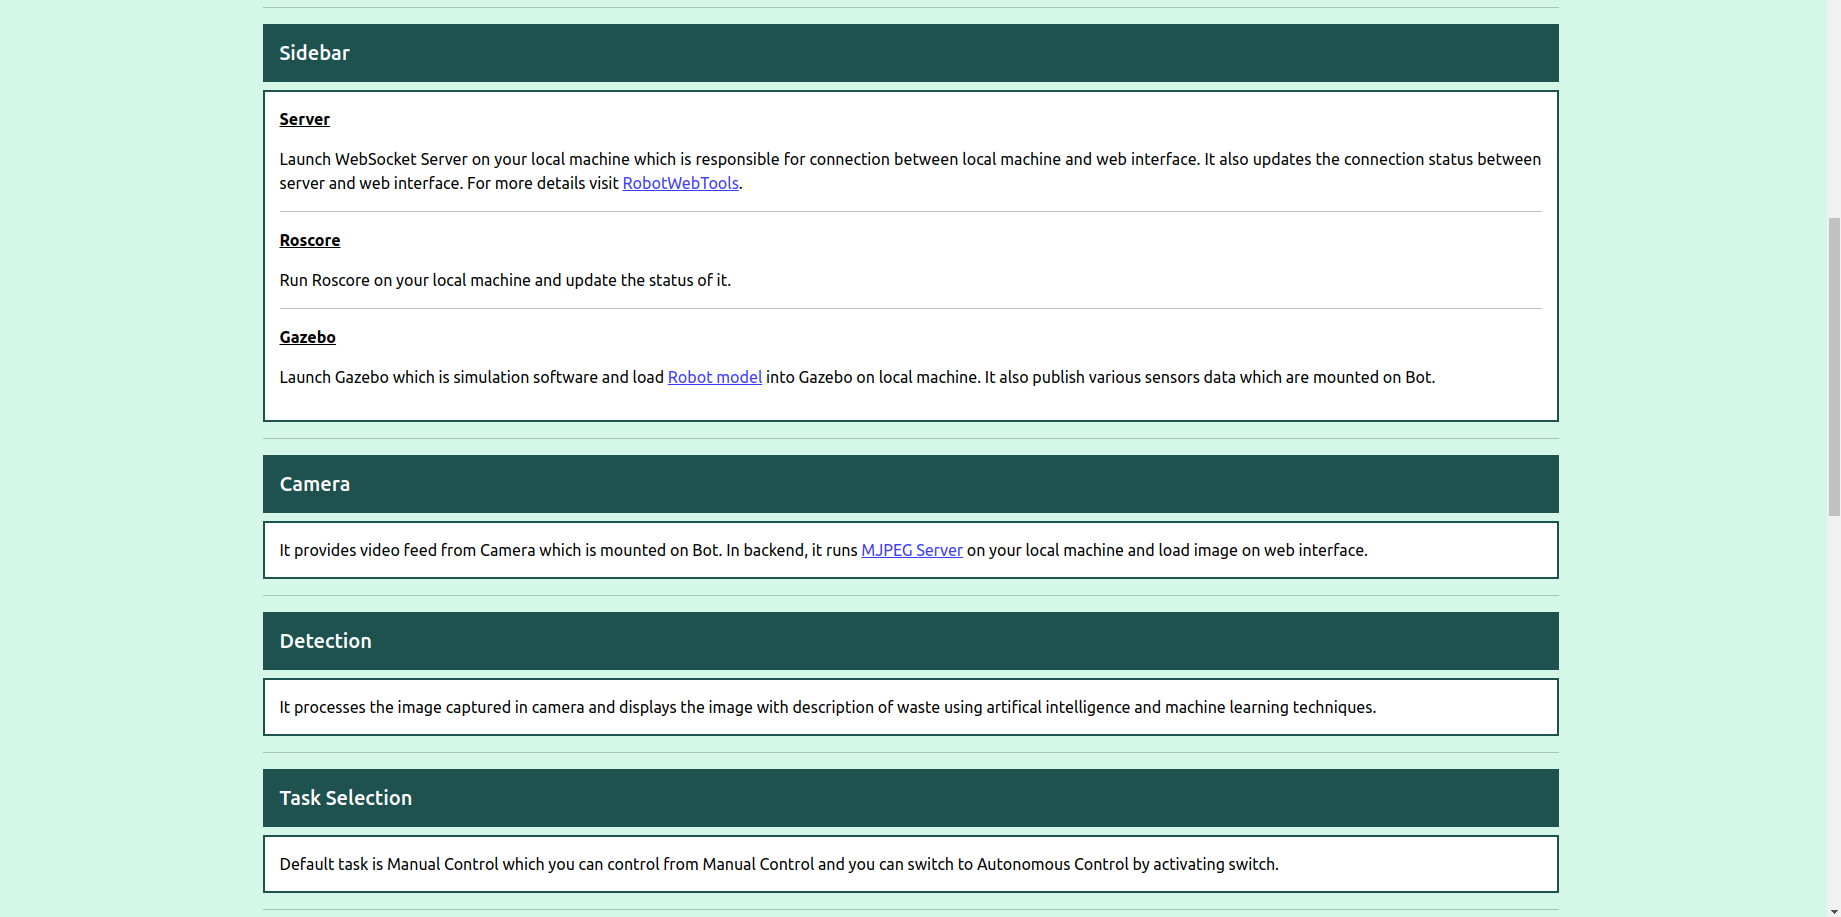 Sidebar
Server
Launch WebSocket Server on your local machine which is responsible for connection between local machine and web interface. It also updates the connection status between
server and web interface. For more details visit RobotWebTools.
Roscore
Run Roscore on your local machine and update the status of it.
Gazebo
Launch Gazebo which is simulation software and load Robot model into Gazebo on local machine. It also publish various sensors data which are mounted on Bot.
Camera
It provides video feed from Camera which is mounted on Bot. In backend, it runs MJPEG Server on your local machine and load image on web interface.
Detection
It processes the image captured in camera and displays the image with description of waste using artifical intelligence and machine learning techniques.
Task Selection
Default task is Manual Control which you can control from Manual Control and you can switch to Autonomous Control by activating switch.